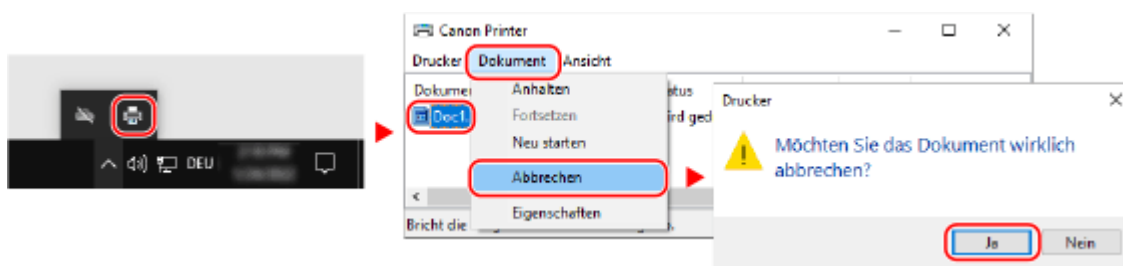 DEU
Canon Printer
Drucker Dokument Ansicht
Anhalten
Doc1.
Fortsetzen
Neu starten
Abbrechen
Eigenschaften
Bricht die
Drucker
Möchten Sie das Dokument wirklich
abbrechen?
Ja Nein